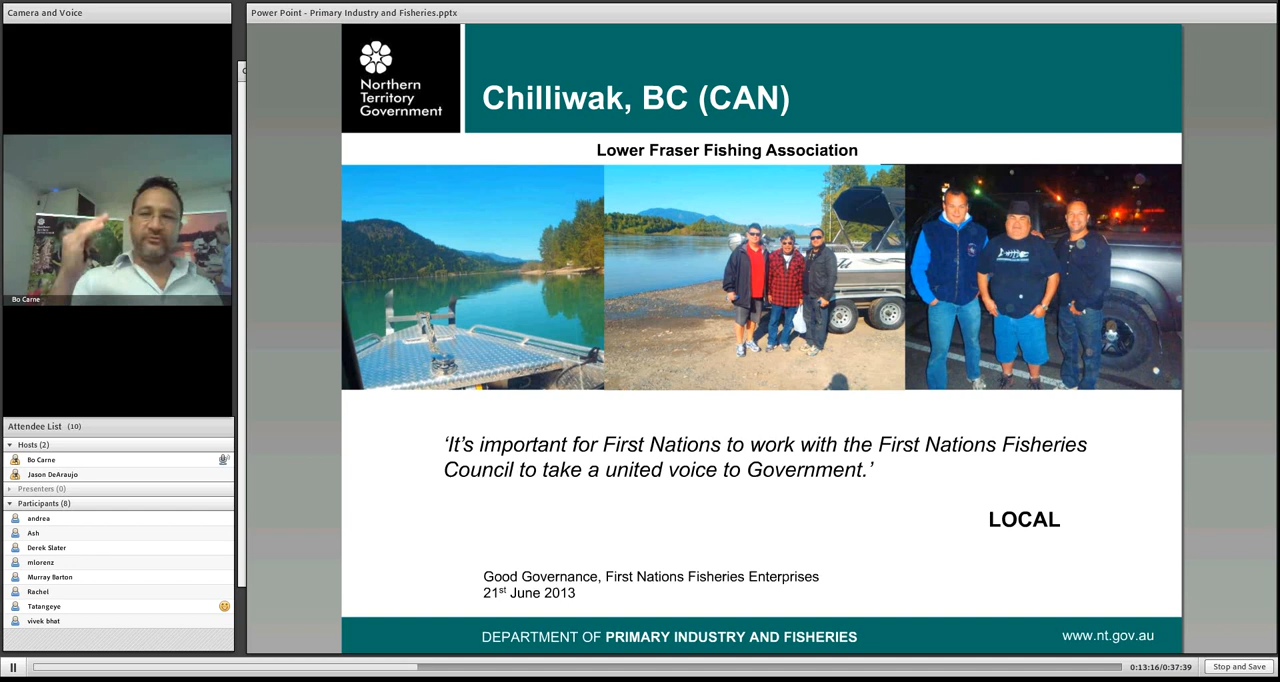 Camera and Voice
Power Point - Primary Industry and Fisheries.pptx
Northern
Territory
Government
Chilliwak, BC (CAN)
Lower Fraser Fishing Association
Bo Carne
Attendee List (10)
Hosts (2)
Bo Carne
Jason DeAraujo
Presenters (0)
Participants (8)
andrea
Ash
Derek Slater
mlorenz
Murray Barton
Rachel
Tatangeye
vivek bhat
‘It’s important for First Nations to work with the First Nations Fisheries
Council to take a united voice to Government.’
LOCAL
Good Governance, First Nations Fisheries Enterprises
21st June 2013
DEPARTMENT OF PRIMARY INDUSTRY AND FISHERIES
www.nt.gov.au
0:13:16/0:37:39
Stop and Save